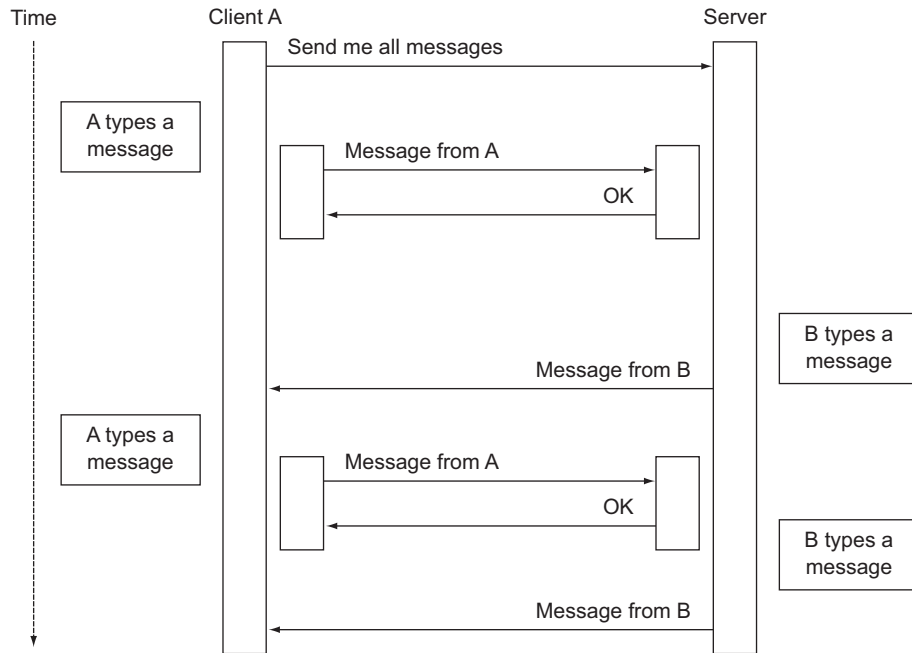 Time
Client A
Server
Send me all messages
A types a
message
Message from A
OK
B types a
message
Message from B
A types a
message
Message from A
OK
B types a
message
Message from B